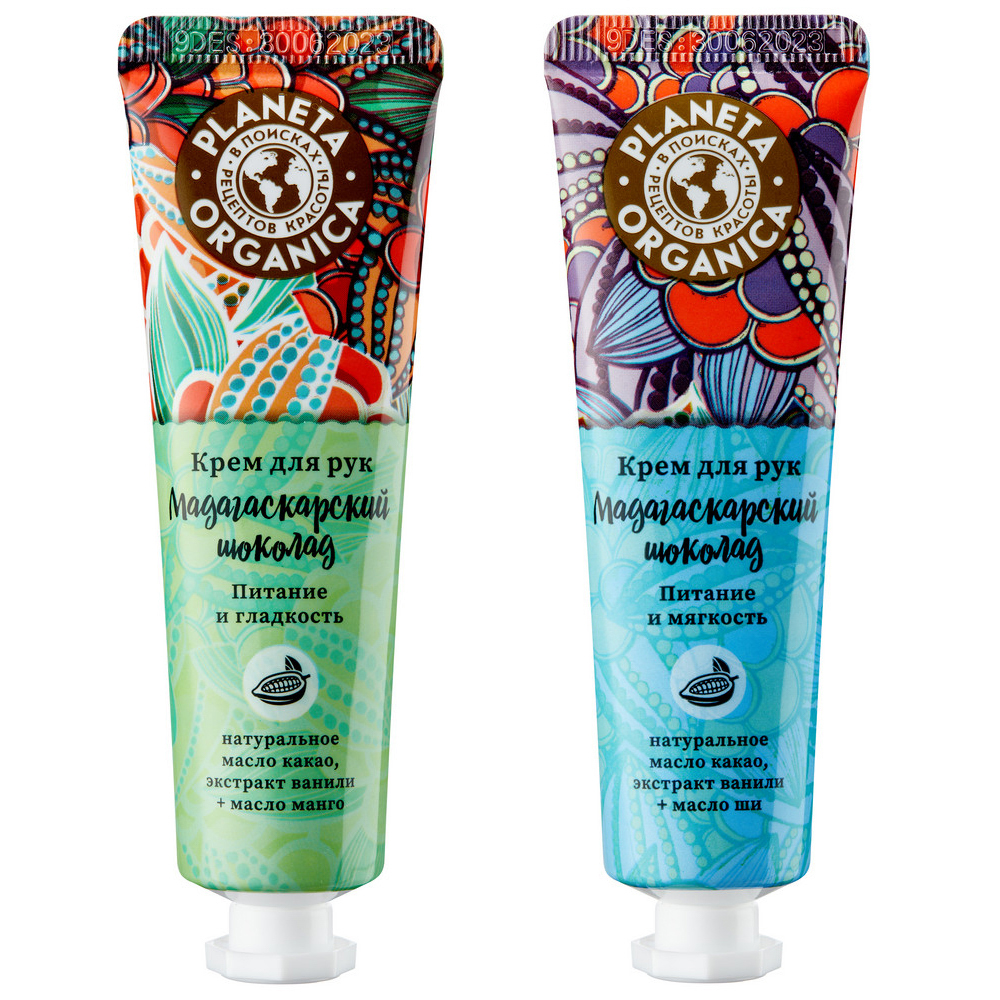 9DES:30062023
PLANETA
ORGANICA
В ПОИСКАХ
РЕЦЕПТОВ КРАСОТЫ
Крем для рук
Мадагаскарский
шоколад
Питание
и гладкость
натуральное
масло какао,
экстракт ванили
+ масло манго
9DES:30062023
PLANETA
ORGANICA
В ПОИСКАХ
РЕЦЕПТОВ КРАСОТЫ
Крем для рук
Мадагаскарский
шоколад
Питание
и мягкость
натуральное
масло какао,
экстракт ванили
+ масло ши